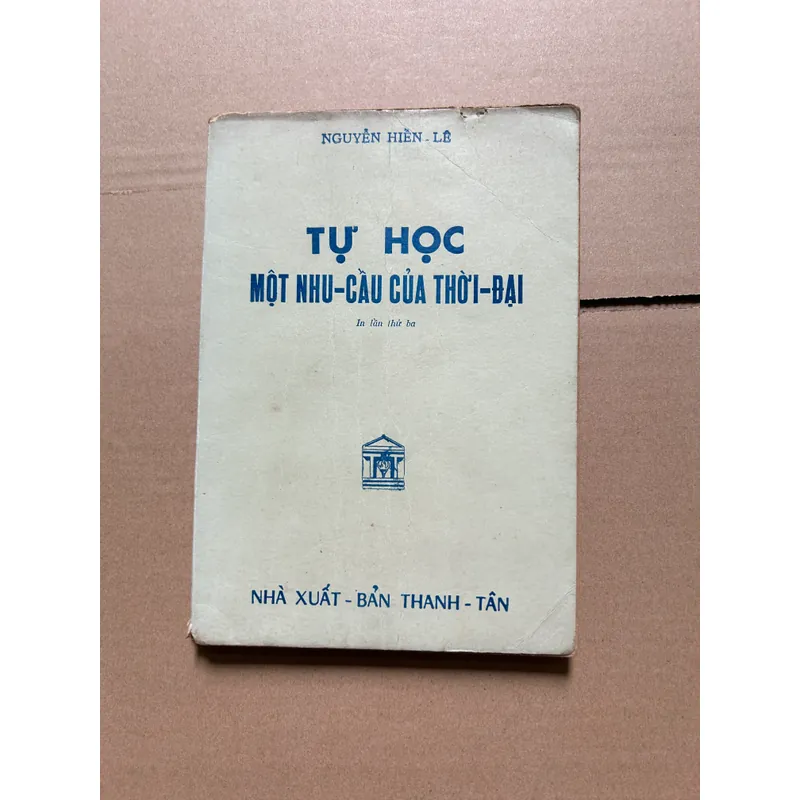 NGUYỄN HIẾN - LÊ
TỰ HỌC
MỘT NHU-CẦU CỦA THỜI-ĐẠI
In lần thứ ba
NHÀ XUẤT - BẢN THANH - TÂN